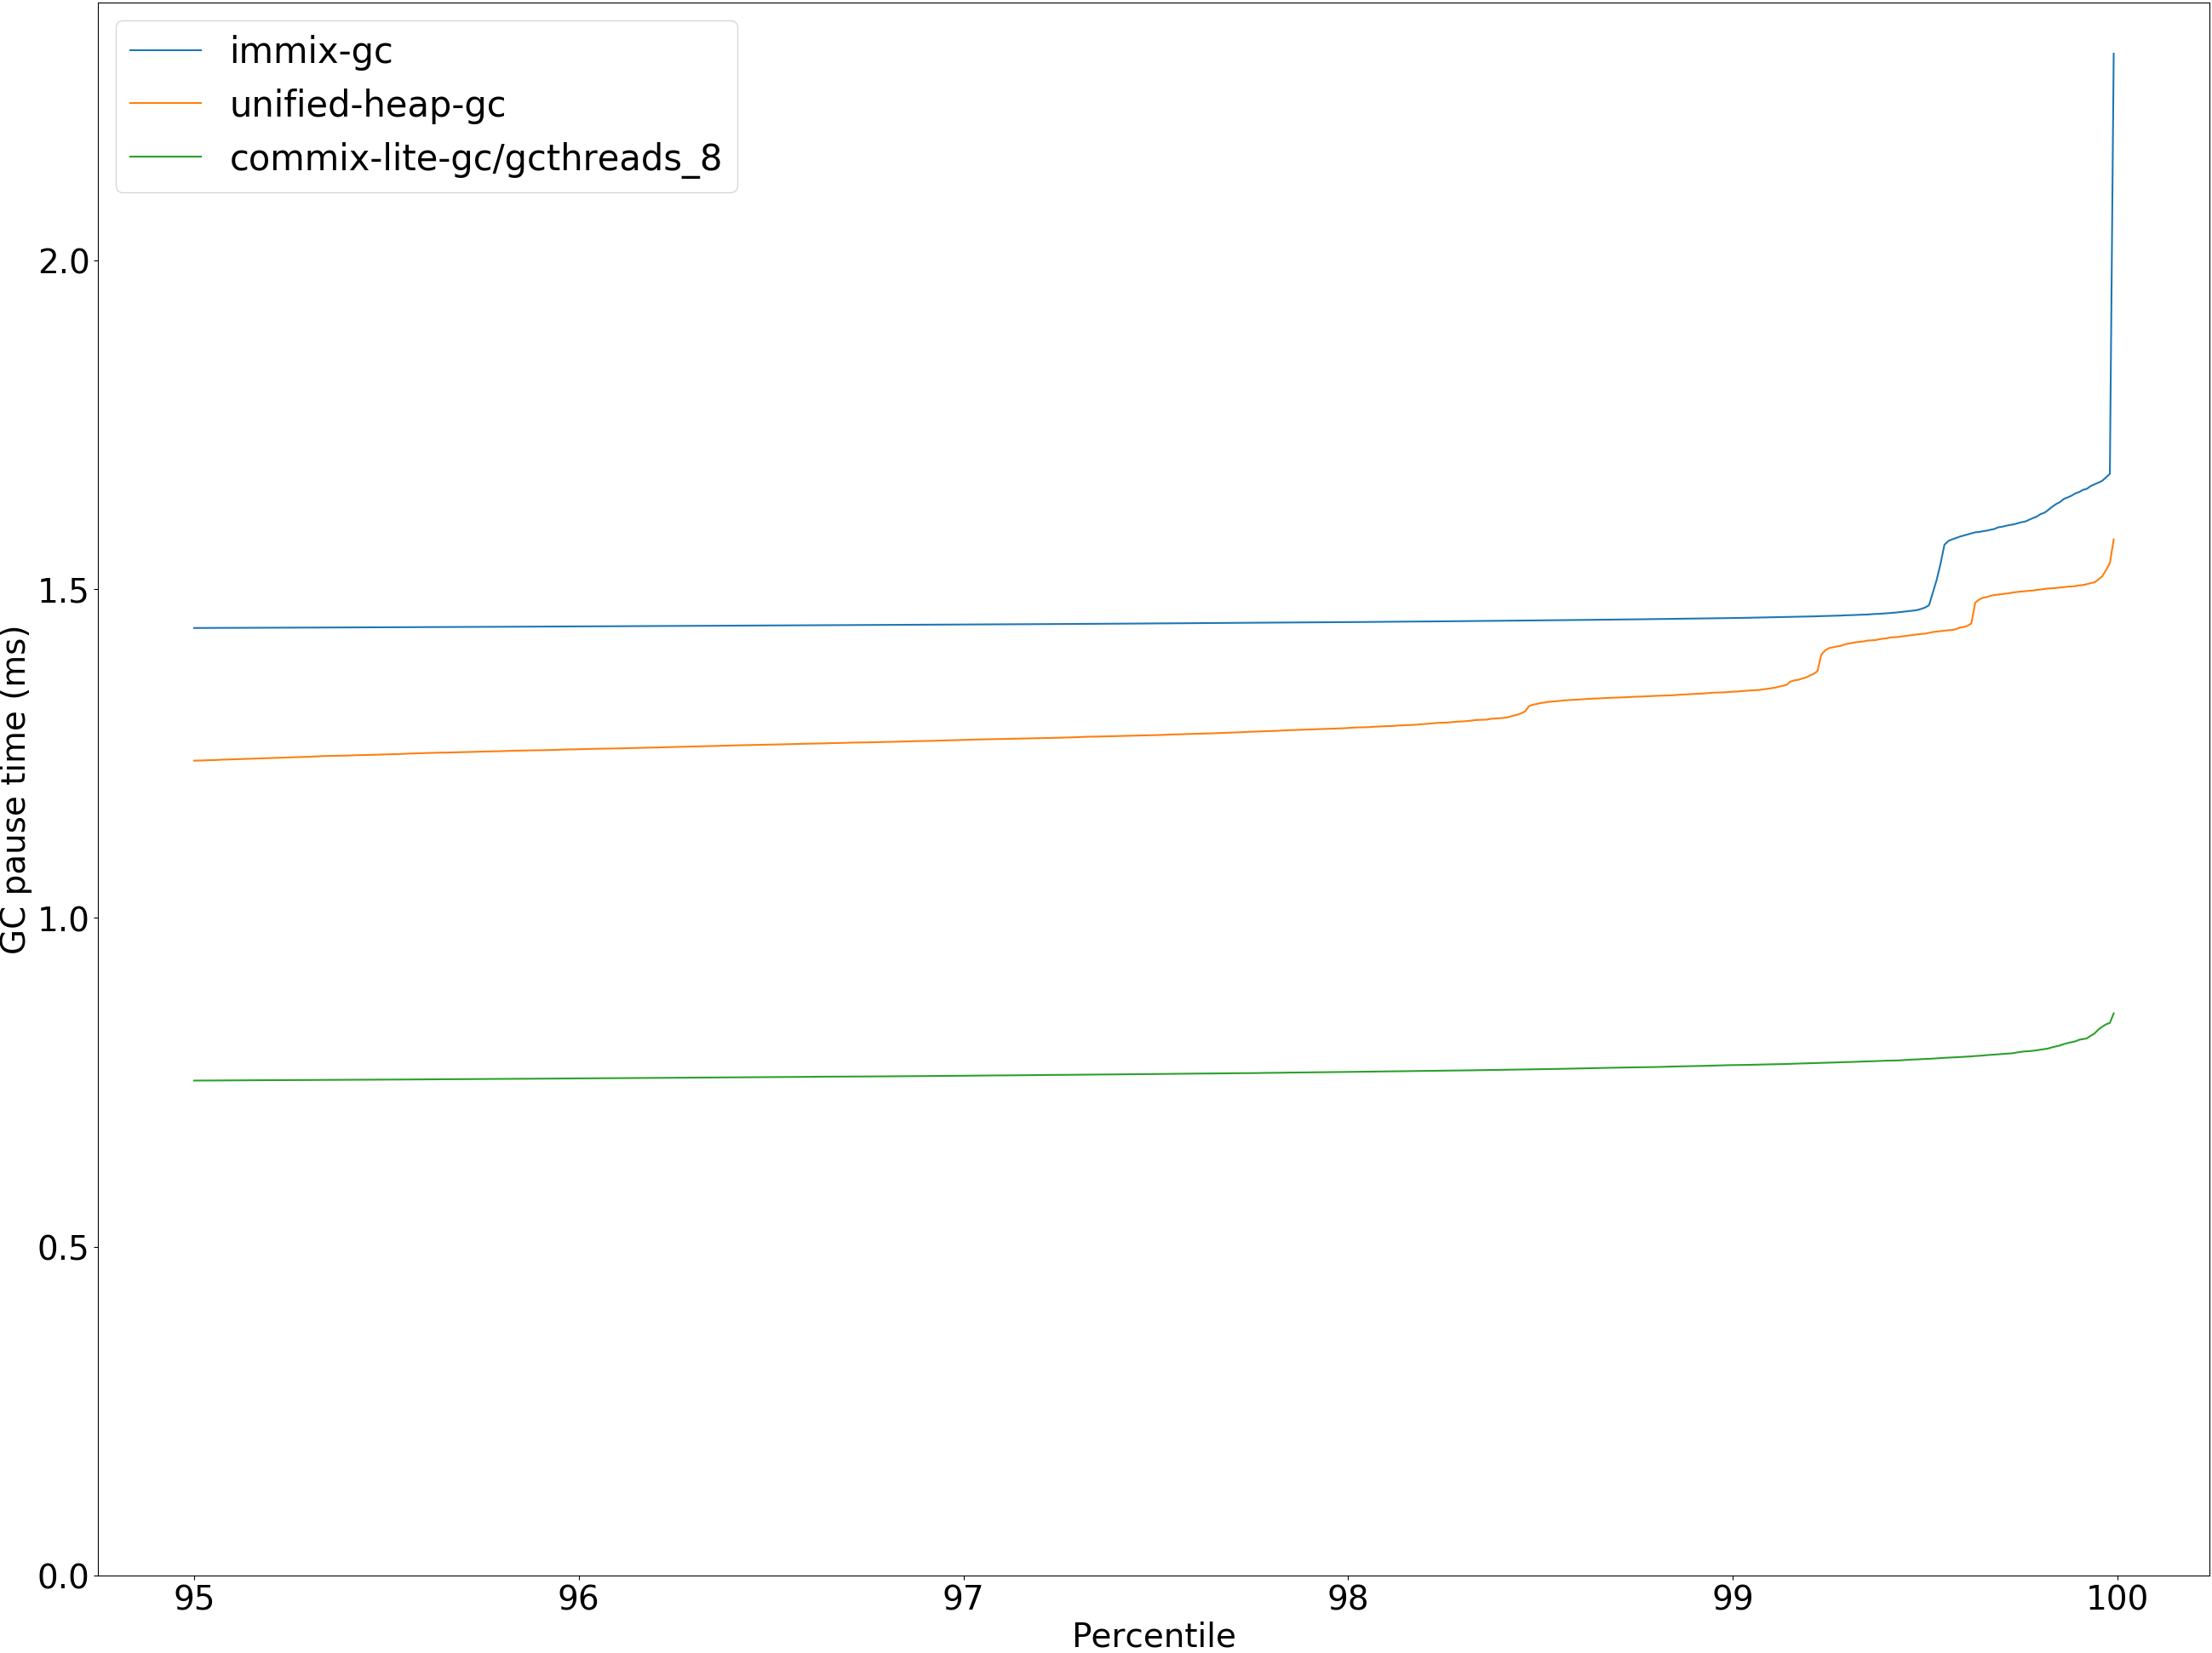 immix-gc
unified-heap-gc
commix-lite-gc/gcthreads_8
GC pause time (ms)
2.0
1.5
1.0
0.5
0.0
95 96 97 98 99 100
Percentile